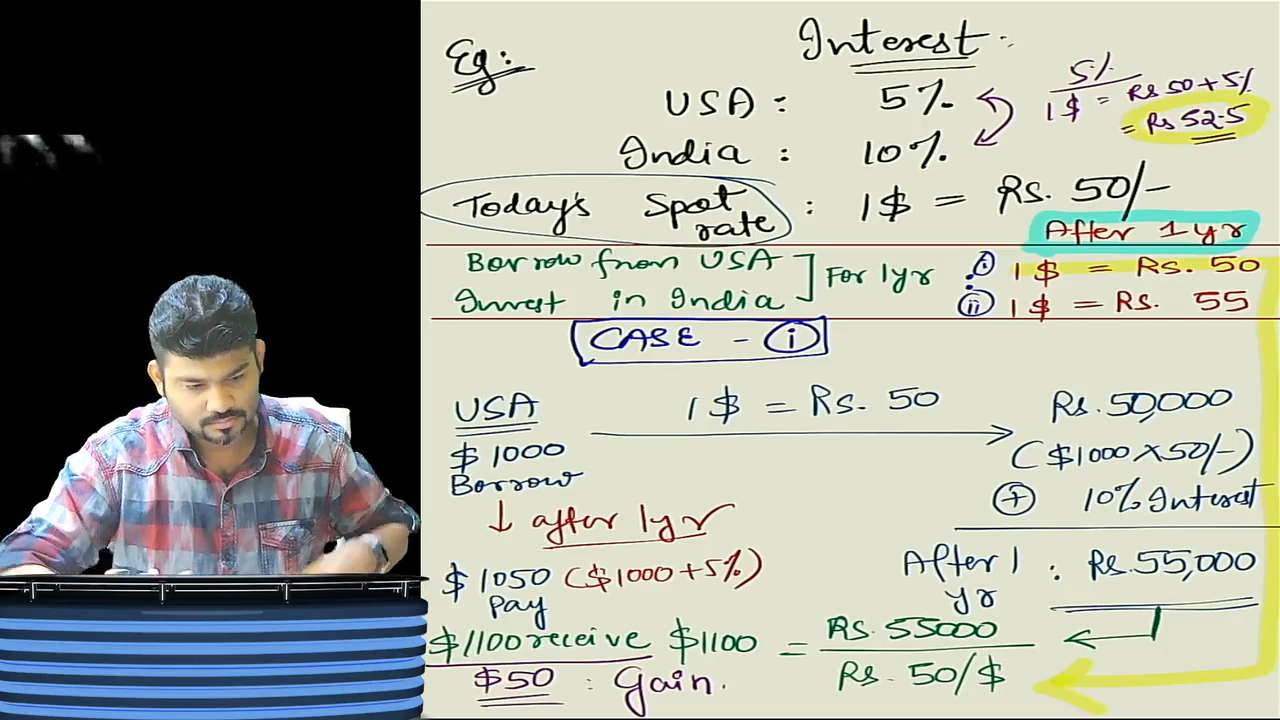 Eg:
Interest:
USA : 5%
5%
1$ = Rs 50+5%
= Rs 52.5
India : 10%
Today's Spot rate : 1$ = Rs. 50/-
After 1yr
Borrow from USA
Invest in India
For 1yr
(i) 1$ = Rs. 50
(ii) 1$ = Rs. 55
CASE - (i)
USA
1$ = Rs. 50
Rs. 50,000
$1000
Borrow
($1000 x 50/-)
(+) 10% Interest
↓ after 1yr
After 1 yr : Rs. 55,000
$1050 ($1000+5%)
Pay
$1100 receive $1100 = Rs. 55000
Rs. 50/$
$50 : Gain.